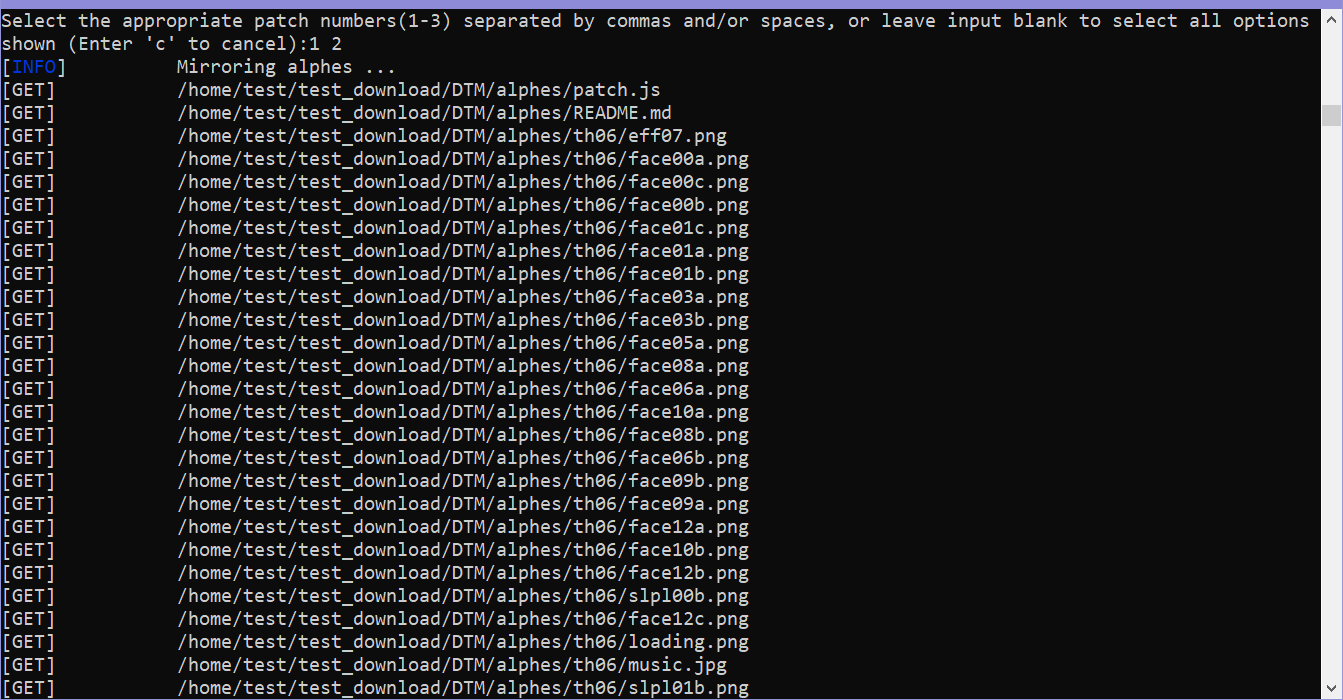 Select the appropriate patch numbers(1-3) separated by commas and/or spaces, or leave input blank to select all options
shown (Enter 'c' to cancel):1 2
[INFO] Mirroring alphes ...
[GET] /home/test/test_download/DTM/alphes/patch.js
[GET] /home/test/test_download/DTM/alphes/README.md
[GET] /home/test/test_download/DTM/alphes/th06/eff07.png
[GET] /home/test/test_download/DTM/alphes/th06/face00a.png
[GET] /home/test/test_download/DTM/alphes/th06/face00c.png
[GET] /home/test/test_download/DTM/alphes/th06/face00b.png
[GET] /home/test/test_download/DTM/alphes/th06/face01c.png
[GET] /home/test/test_download/DTM/alphes/th06/face01a.png
[GET] /home/test/test_download/DTM/alphes/th06/face01b.png
[GET] /home/test/test_download/DTM/alphes/th06/face03a.png
[GET] /home/test/test_download/DTM/alphes/th06/face03b.png
[GET] /home/test/test_download/DTM/alphes/th06/face05a.png
[GET] /home/test/test_download/DTM/alphes/th06/face08a.png
[GET] /home/test/test_download/DTM/alphes/th06/face06a.png
[GET] /home/test/test_download/DTM/alphes/th06/face10a.png
[GET] /home/test/test_download/DTM/alphes/th06/face08b.png
[GET] /home/test/test_download/DTM/alphes/th06/face06b.png
[GET] /home/test/test_download/DTM/alphes/th06/face09b.png
[GET] /home/test/test_download/DTM/alphes/th06/face09a.png
[GET] /home/test/test_download/DTM/alphes/th06/face12a.png
[GET] /home/test/test_download/DTM/alphes/th06/face10b.png
[GET] /home/test/test_download/DTM/alphes/th06/face12b.png
[GET] /home/test/test_download/DTM/alphes/th06/slpl00b.png
[GET] /home/test/test_download/DTM/alphes/th06/face12c.png
[GET] /home/test/test_download/DTM/alphes/th06/loading.png
[GET] /home/test/test_download/DTM/alphes/th06/music.jpg
[GET] /home/test/test_download/DTM/alphes/th06/slpl01b.png